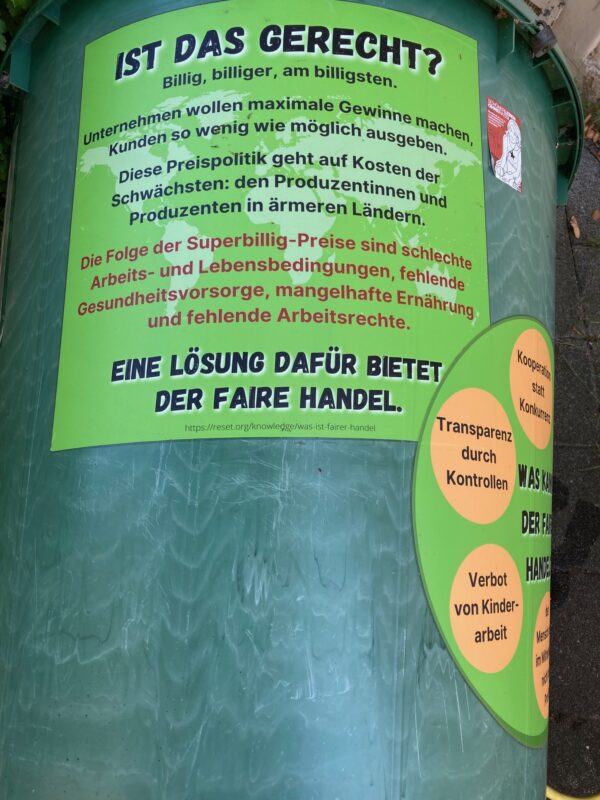 IST DAS GERECHT?
Billig, billiger, am billigsten.
Unternehmen wollen maximale Gewinne machen,
Kunden so wenig wie möglich ausgeben.
Diese Preispolitik geht auf Kosten der
Schwächsten: den Produzentinnen und
Produzenten in ärmeren Ländern.
Die Folge der Superbillig-Preise sind schlechte
Arbeits- und Lebensbedingungen, fehlende
Gesundheitsvorsorge, mangelhafte Ernährung
und fehlende Arbeitsrechte.
EINE LÖSUNG DAFÜR BIETET
DER FAIRE HANDEL.
https://reset.org/knowledge/was-ist-fairer-handel
Kooperation
statt
Konkurrenz
Transparenz
durch
Kontrollen
WAS
DER
Verbot
von Kinder-
arbeit